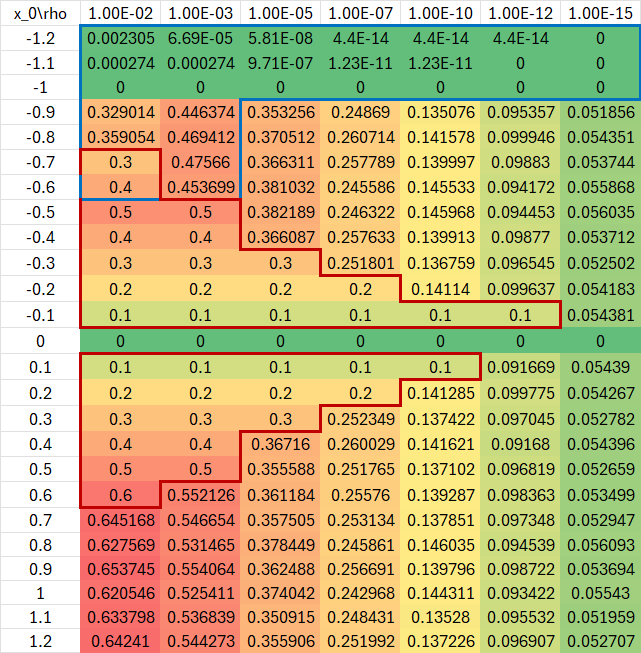 x_0\rho 1.00E-02 1.00E-03 1.00E-05 1.00E-07 1.00E-10 1.00E-12 1.00E-15
-1.2 0.002305 6.69E-05 5.81E-08 4.4E-14 4.4E-14 4.4E-14 0
-1.1 0.000274 0.000274 9.71E-07 1.23E-11 1.23E-11 0 0
-1 0 0 0 0 0 0 0
-0.9 0.329014 0.446374 0.353256 0.24869 0.135076 0.095357 0.051856
-0.8 0.359054 0.469412 0.370512 0.260714 0.141578 0.099946 0.054351
-0.7 0.3 0.47566 0.366311 0.257789 0.139997 0.09883 0.053744
-0.6 0.4 0.453699 0.381032 0.245586 0.145533 0.094172 0.055868
-0.5 0.5 0.5 0.382189 0.246322 0.145968 0.094453 0.056035
-0.4 0.4 0.4 0.366087 0.257633 0.139913 0.09877 0.053712
-0.3 0.3 0.3 0.3 0.251801 0.136759 0.096545 0.052502
-0.2 0.2 0.2 0.2 0.2 0.14114 0.099637 0.054183
-0.1 0.1 0.1 0.1 0.1 0.1 0.1 0.054381
0 0 0 0 0 0 0 0
0.1 0.1 0.1 0.1 0.1 0.1 0.091669 0.05439
0.2 0.2 0.2 0.2 0.2 0.141285 0.099775 0.054267
0.3 0.3 0.3 0.3 0.252349 0.137422 0.097045 0.052782
0.4 0.4 0.4 0.36716 0.260029 0.141621 0.09168 0.054396
0.5 0.5 0.5 0.355588 0.251765 0.137102 0.096819 0.052659
0.6 0.6 0.552126 0.361184 0.25576 0.139287 0.098363 0.053499
0.7 0.645168 0.546654 0.357505 0.253134 0.137851 0.097348 0.052947
0.8 0.627569 0.531465 0.378449 0.245861 0.146035 0.094539 0.056093
0.9 0.653745 0.554064 0.362488 0.256691 0.139796 0.098722 0.053694
1 0.620546 0.525411 0.374042 0.242968 0.144311 0.093422 0.05543
1.1 0.633798 0.536839 0.350915 0.248431 0.13528 0.095532 0.051959
1.2 0.64241 0.544273 0.355906 0.251992 0.137226 0.096907 0.052707